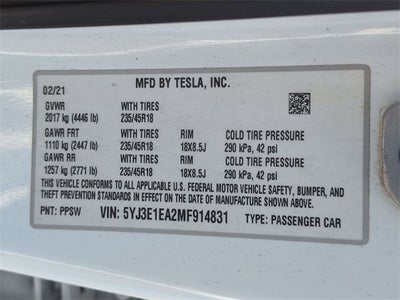 MFD BY TESLA, INC.
02/21
GVWR WITH TIRES
2017 kg (4446 lb) 235/45R18
GAWR FRT WITH TIRES RIM COLD TIRE PRESSURE
1110 kg (2447 lb) 235/45R18 18X8.5J 290 kPa, 42 psi
GAWR RR WITH TIRES RIM COLD TIRE PRESSURE
1257 kg (2771 lb) 235/45R18 18X8.5J 290 kPa, 42 psi
THIS VEHICLE CONFORMS TO ALL APPLICABLE U.S. FEDERAL MOTOR VEHICLE SAFETY, BUMPER, AND
THEFT PREVENTION STANDARDS IN EFFECT ON THE DATE OF MANUFACTURE SHOWN ABOVE.
PNT: PPSW VIN: 5YJ3E1EA2MF914831 TYPE: PASSENGER CAR